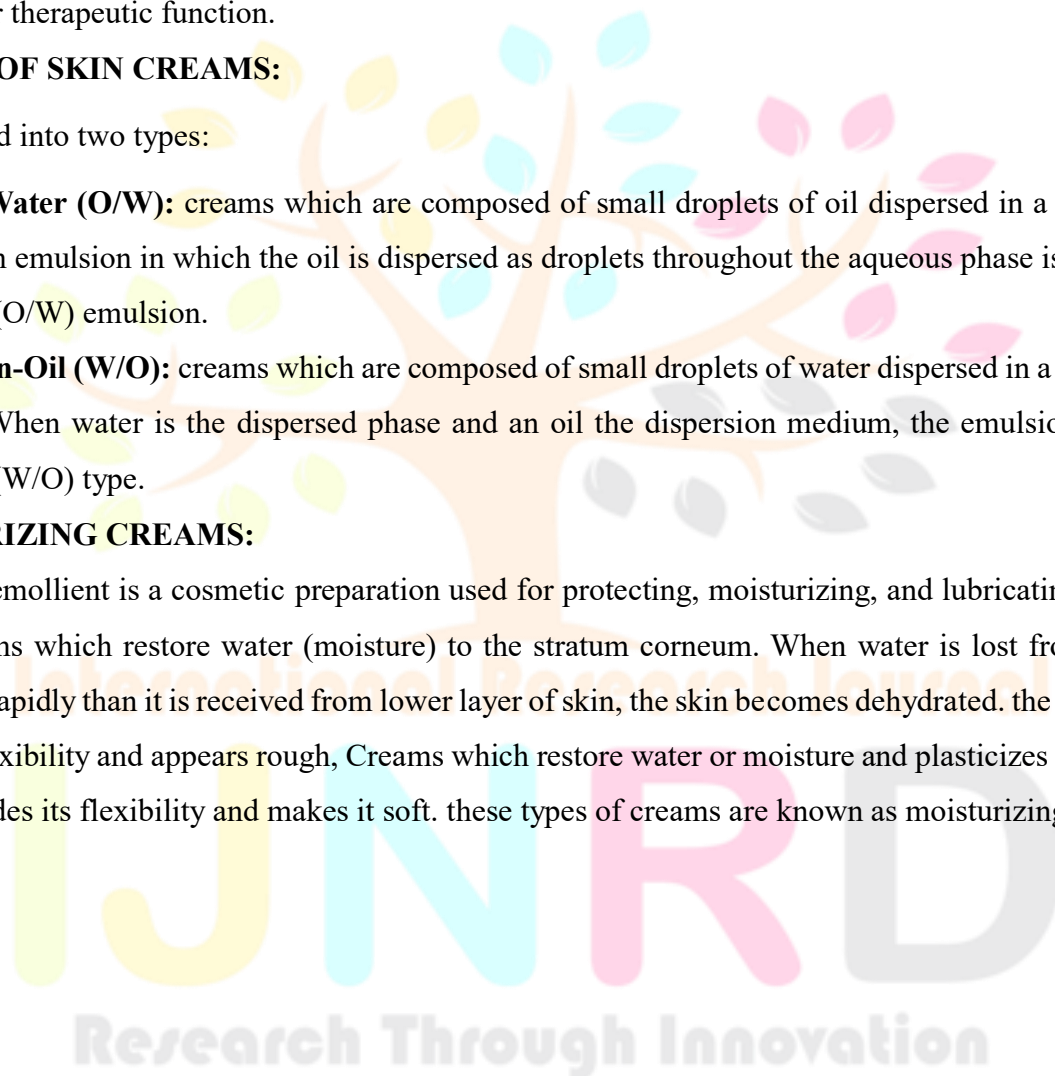 r therapeutic function.
OF SKIN CREAMS:
d into two types:
Water (O/W): creams which are composed of small droplets of oil dispersed in a
n emulsion in which the oil is dispersed as droplets throughout the aqueous phase is
(O/W) emulsion.
n-Oil (W/O): creams which are composed of small droplets of water dispersed in a
When water is the dispersed phase and an oil the dispersion medium, the emulsio
(W/O) type.
RIZING CREAMS:
emollient is a cosmetic preparation used for protecting, moisturizing, and lubricatin
ms which restore water (moisture) to the stratum corneum. When water is lost fro
International Research Journal
apidly than it is received from lower layer of skin, the skin becomes dehydrated. the
xibility and appears rough, Creams which restore water or moisture and plasticizes
des its flexibility and makes it soft. these types of creams are known as moisturizing
IJNRD
Research Through Innovation